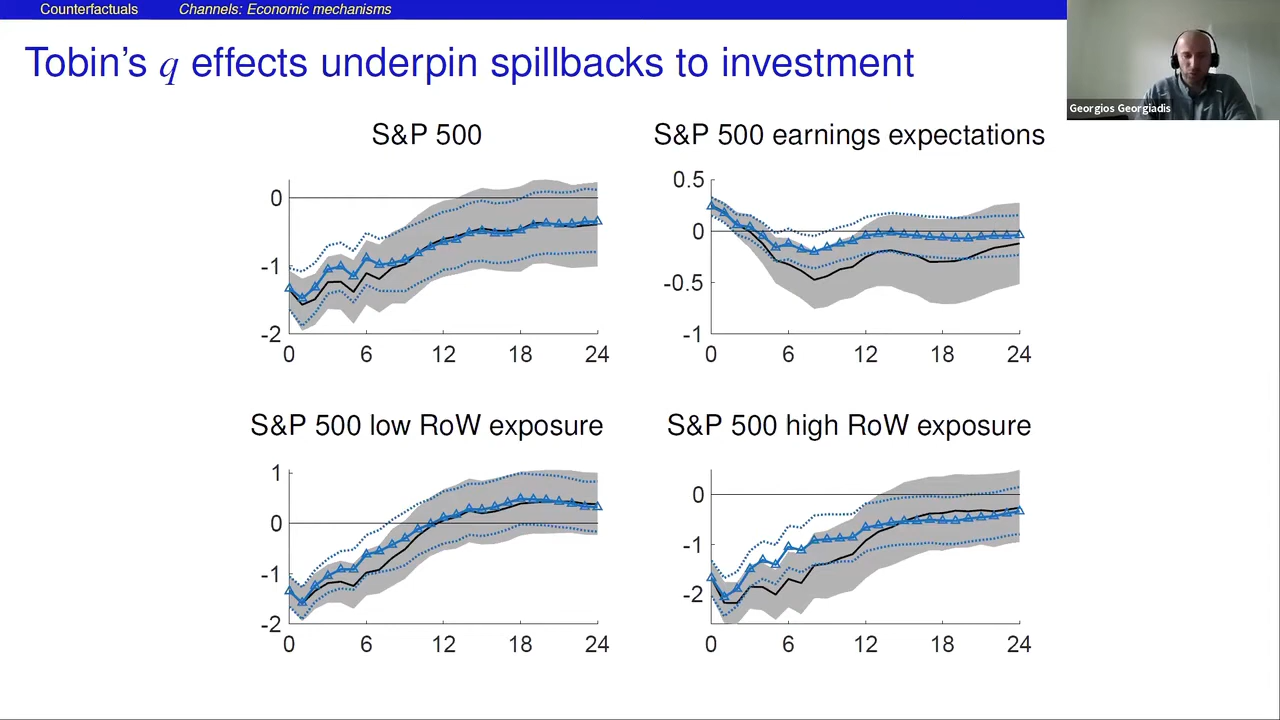 Counterfactuals Channels: Economic mechanisms
Tobin's q effects underpin spillbacks to investment
Georgios Georgiadis
S&P 500
0
-1
-2
0 6 12 18 24
S&P 500 earnings expectations
0.5
0
-0.5
-1
0 6 12 18 24
S&P 500 low RoW exposure
1
0
-1
-2
0 6 12 18 24
S&P 500 high RoW exposure
0
-1
-2
0 6 12 18 24